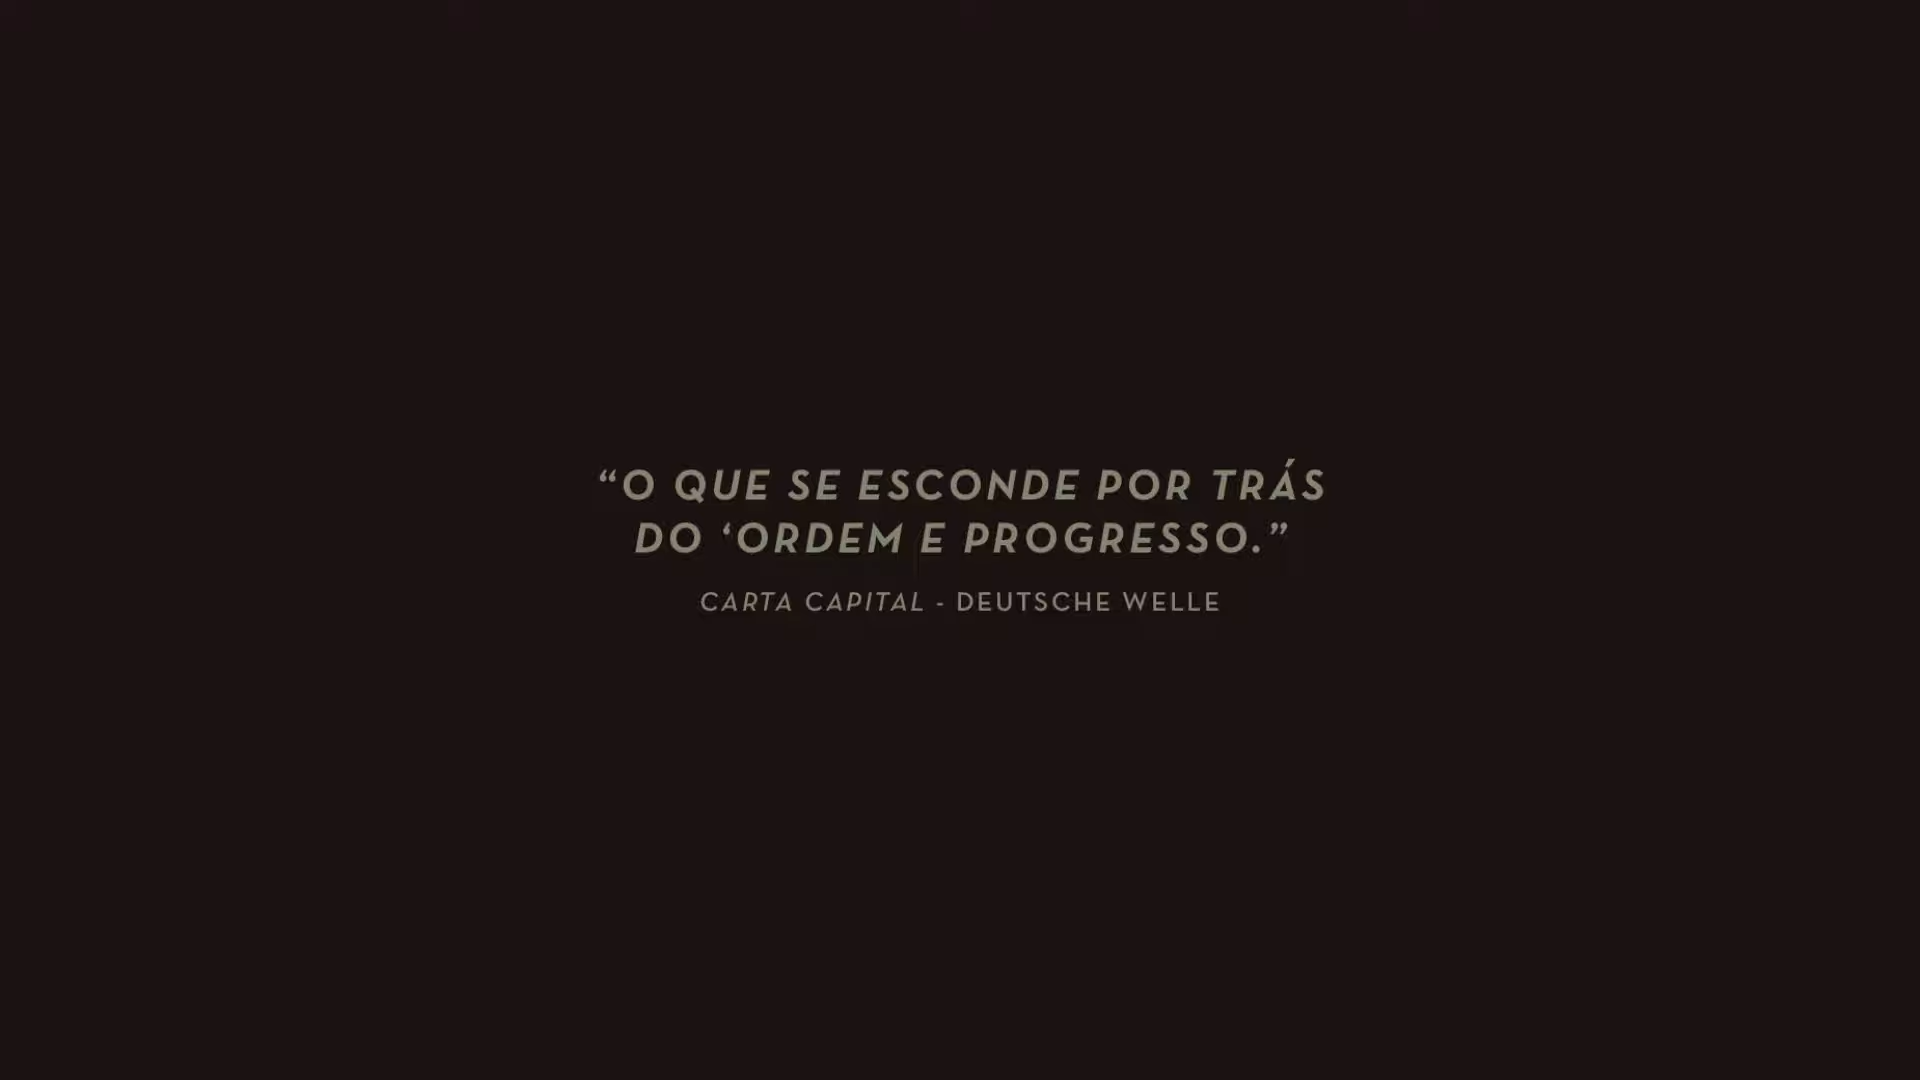 “O QUE SE ESCONDE POR TRÁS
DO ‘ORDEM E PROGRESSO.”
CARTA CAPITAL - DEUTSCHE WELLE